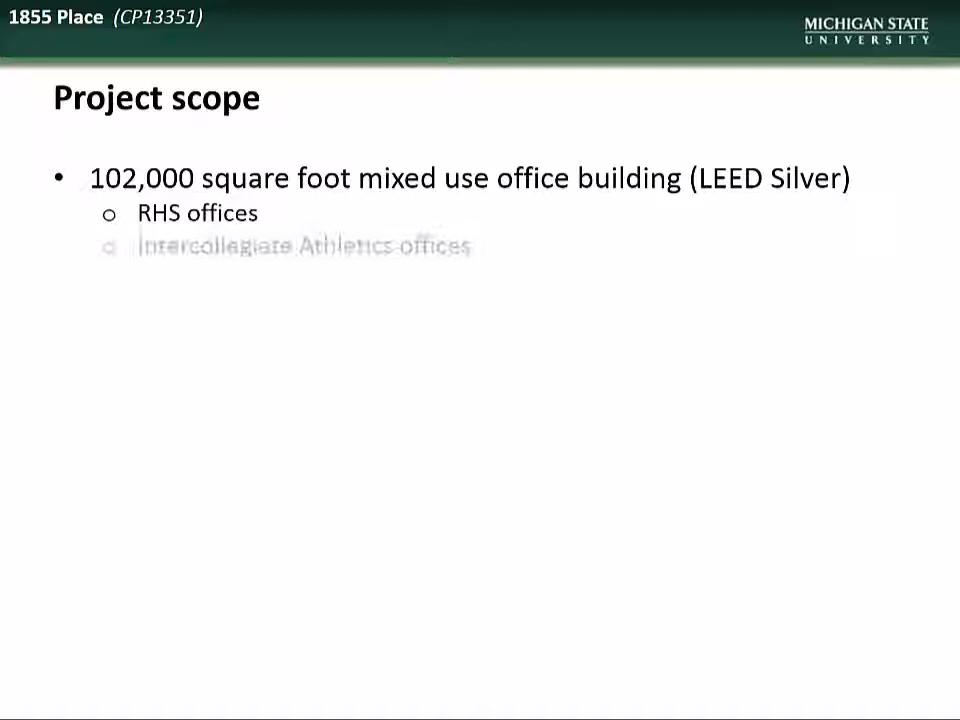 1855 Place (CP13351)
MICHIGAN STATE
UNIVERSITY
Project scope
• 102,000 square foot mixed use office building (LEED Silver)
o RHS offices
o Intercollegiate Athletics offices